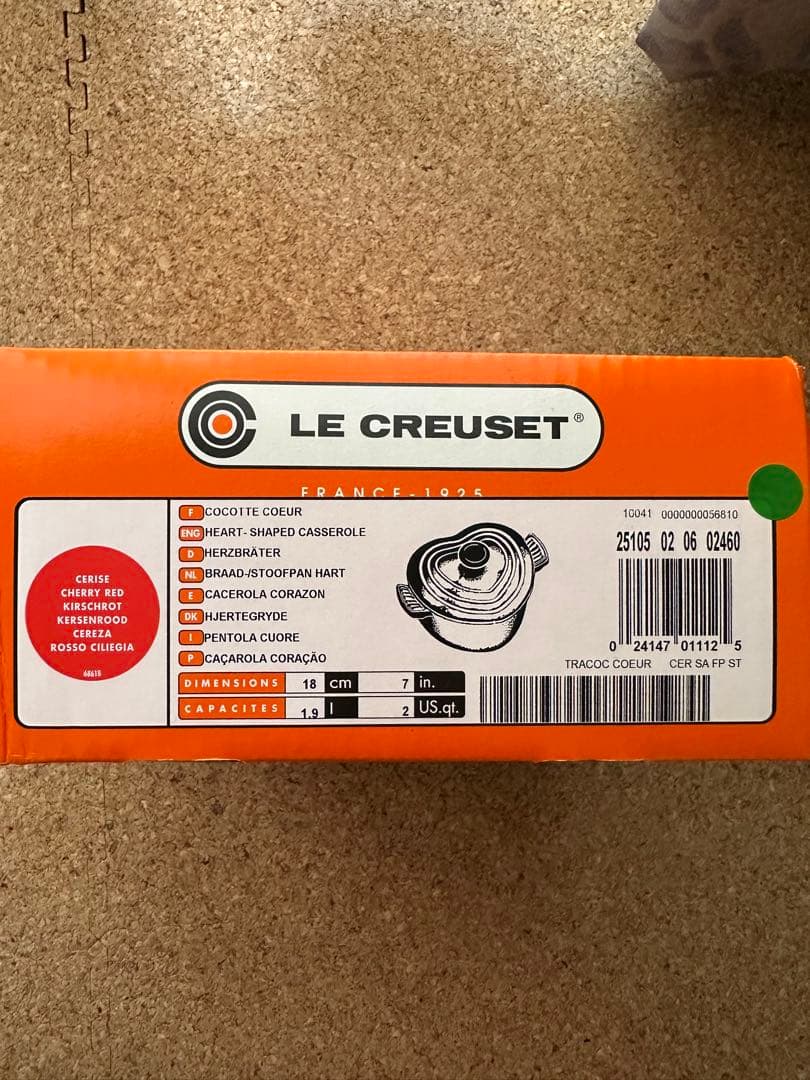 LE CREUSET®
FRANCE-1925
CERISE
CHERRY RED
KIRSCHROT
KERSENROOD
CEREZA
ROSSO CILIEGIA
68615
F COCOTTE COEUR
ENG HEART- SHAPED CASSEROLE
D HERZBRÄTER
NL BRAAD-/STOOFPAN HART
E CACEROLA CORAZON
DK HJERTEGRYDE
I PENTOLA CUORE
P CAÇAROLA CORAÇÃO
DIMENSIONS 18 cm 7 in.
CAPACITES 1.9 l 2 US.qt.
10041 0000000056810
25105 02 06 02460
0 24147 01112 5
TRACOC COEUR CER SA FP ST